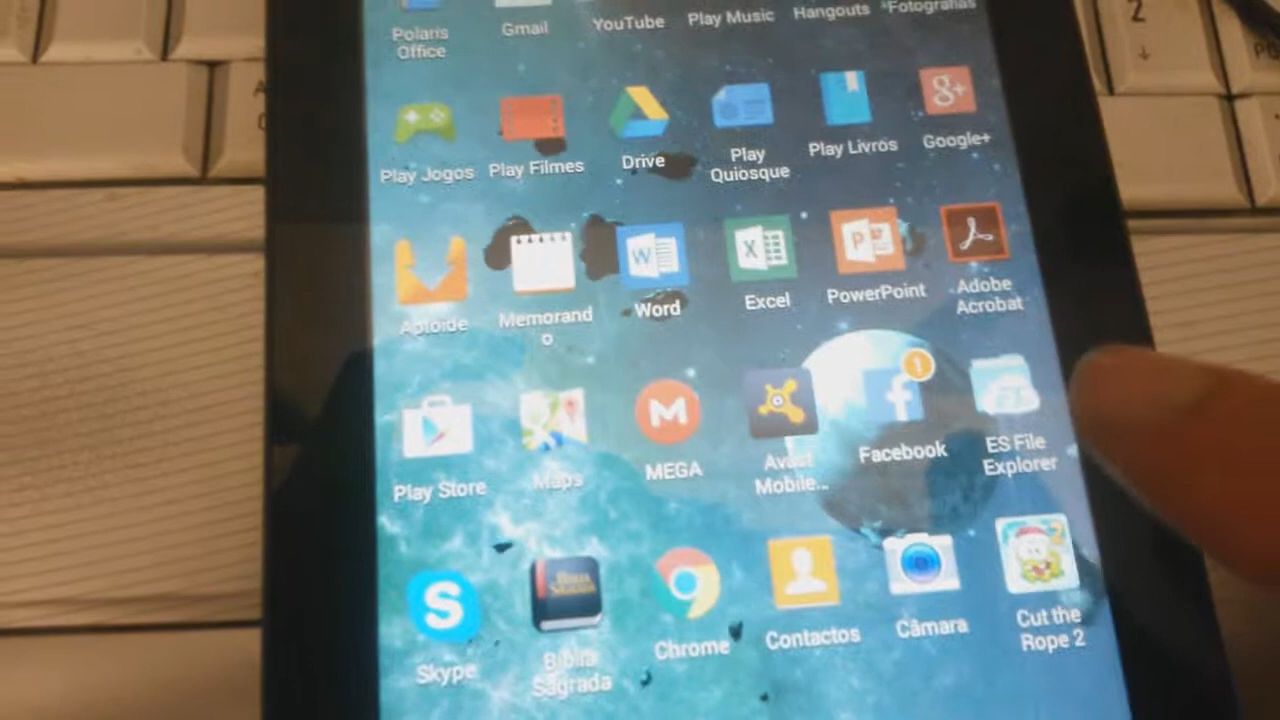 Polaris
Office
Gmail
YouTube
Play Music
Hangouts
Fotografias
Play Jogos
Play Filmes
Drive
Play
Quiosque
Play Livros
g+
Google+
Aptoide
Memorand
o
W
Word
X
Excel
P
PowerPoint
Adobe
Acrobat
Play Store
Maps
M
MEGA
Avast
Mobile...
1
f
Facebook
ES File
Explorer
S
Skype
Bíblia
Sagrada
Chrome
Contactos
Câmara
2
Cut the
Rope 2
Z